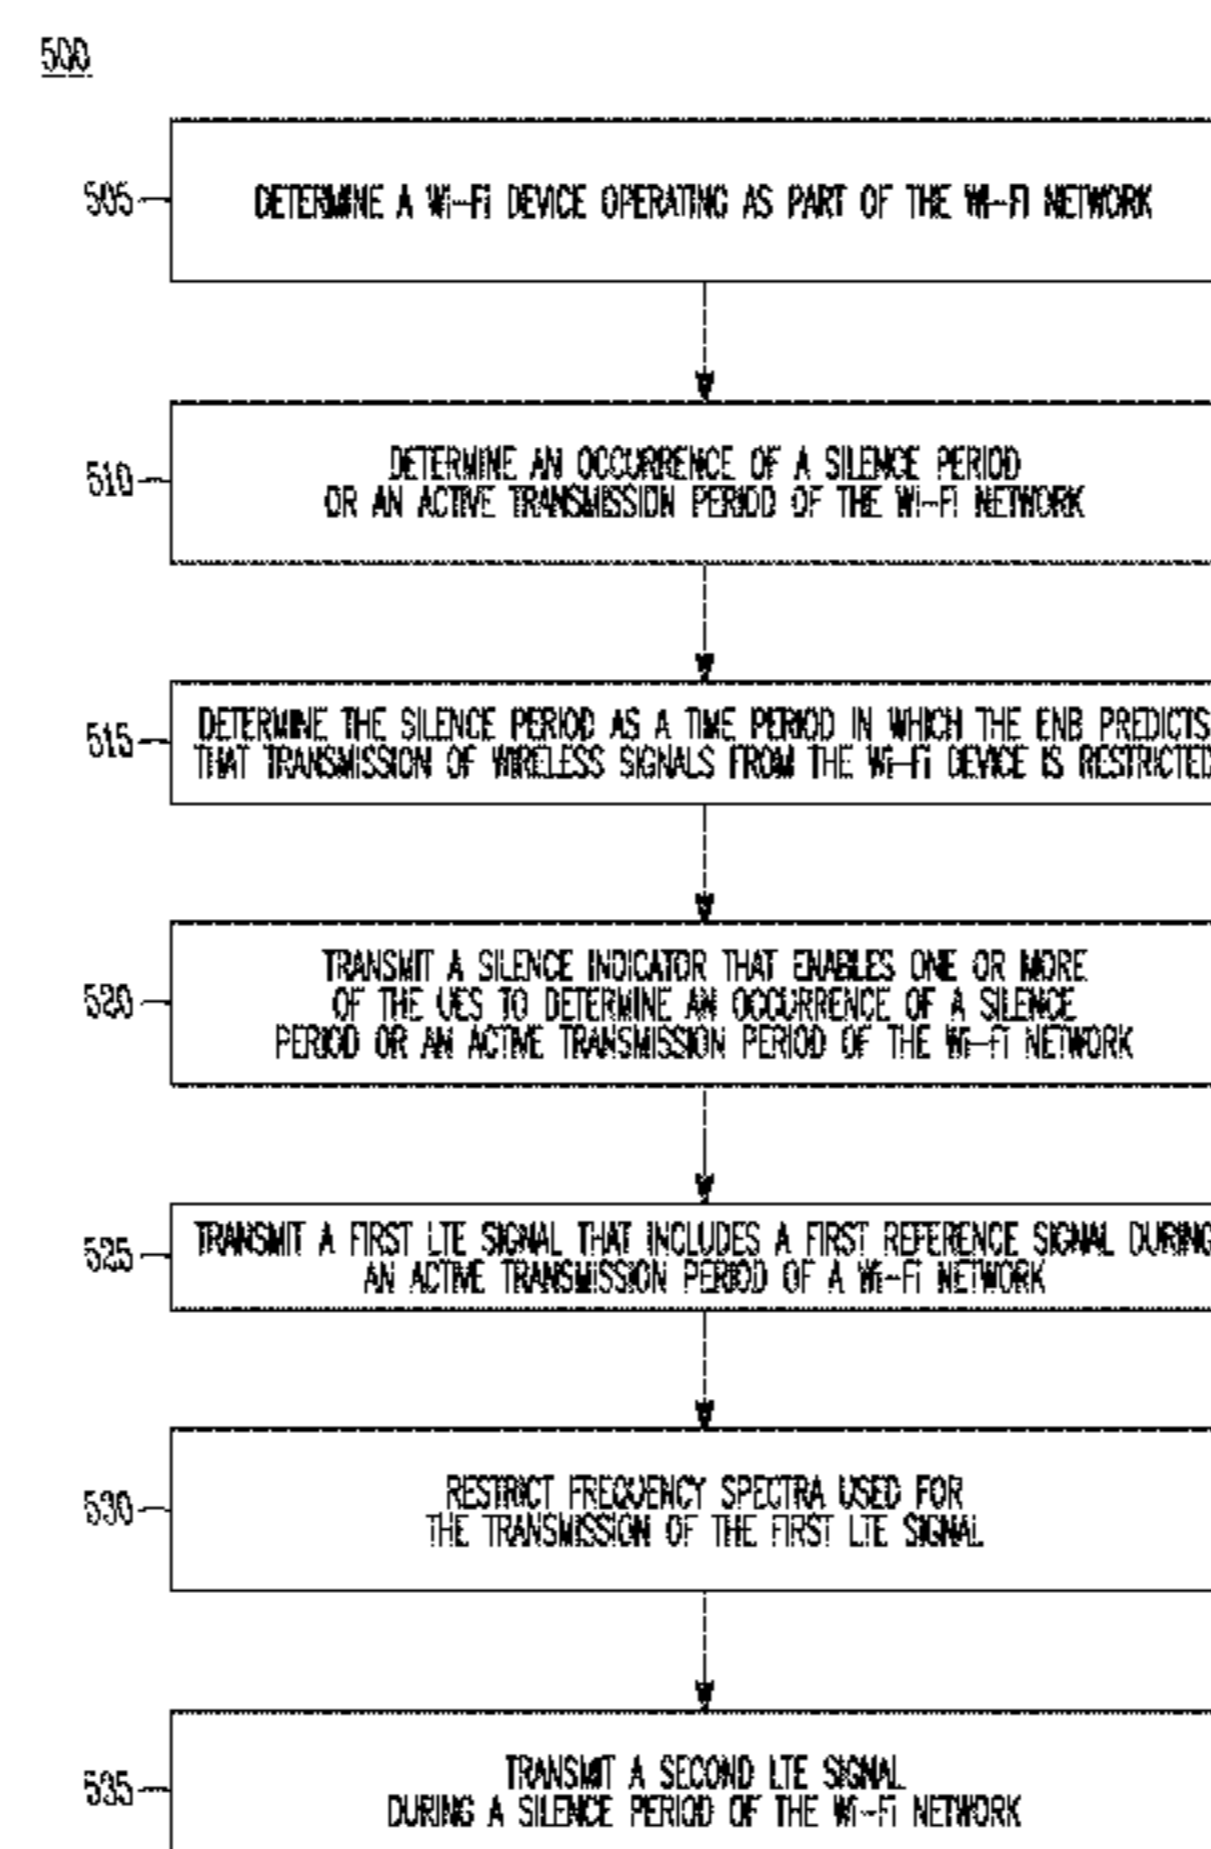 500
505
DETERMINE A Wi-Fi DEVICE OPERATING AS PART OF THE Wi-Fi NETWORK
510
DETERMINE AN OCCURRENCE OF A SILENCE PERIOD
OR AN ACTIVE TRANSMISSION PERIOD OF THE Wi-Fi NETWORK
515
DETERMINE THE SILENCE PERIOD AS A TIME PERIOD IN WHICH THE ENB PREDICTS
THAT TRANSMISSION OF WIRELESS SIGNALS FROM THE Wi-Fi DEVICE IS RESTRICTED
520
TRANSMIT A SILENCE INDICATOR THAT ENABLES ONE OR MORE
OF THE UES TO DETERMINE AN OCCURRENCE OF A SILENCE
PERIOD OR AN ACTIVE TRANSMISSION PERIOD OF THE Wi-Fi NETWORK
525
TRANSMIT A FIRST LTE SIGNAL THAT INCLUDES A FIRST REFERENCE SIGNAL DURING
AN ACTIVE TRANSMISSION PERIOD OF A Wi-Fi NETWORK
530
RESTRICT FREQUENCY SPECTRA USED FOR
THE TRANSMISSION OF THE FIRST LTE SIGNAL
535
TRANSMIT A SECOND LTE SIGNAL
DURING A SILENCE PERIOD OF THE Wi-Fi NETWORK